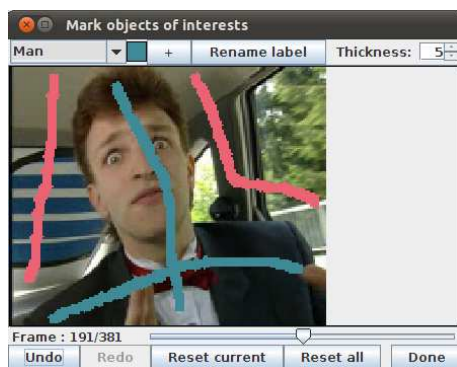 Mark objects of interests
Man + Rename label Thickness: 5
Frame : 191/381
Undo Redo Reset current Reset all Done